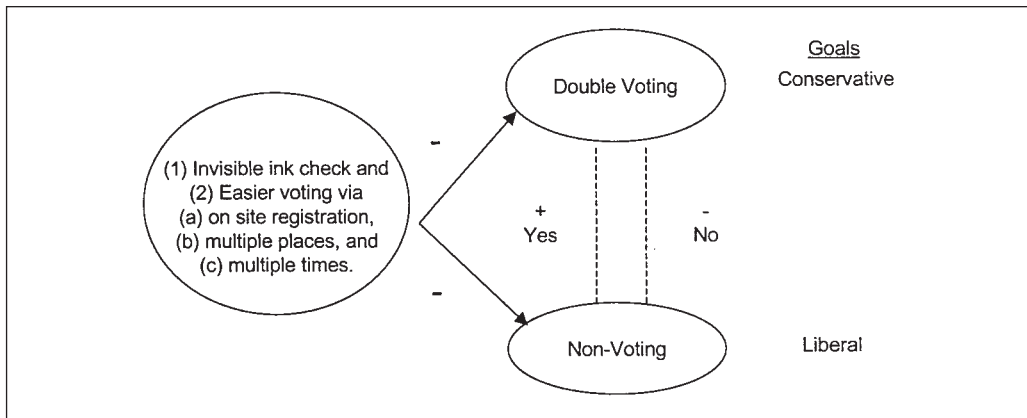 Goals
Conservative
Double Voting
-
(1) Invisible ink check and
(2) Easier voting via
(a) on site registration,
(b) multiple places, and
(c) multiple times.
+
Yes
-
No
-
Non-Voting
Liberal